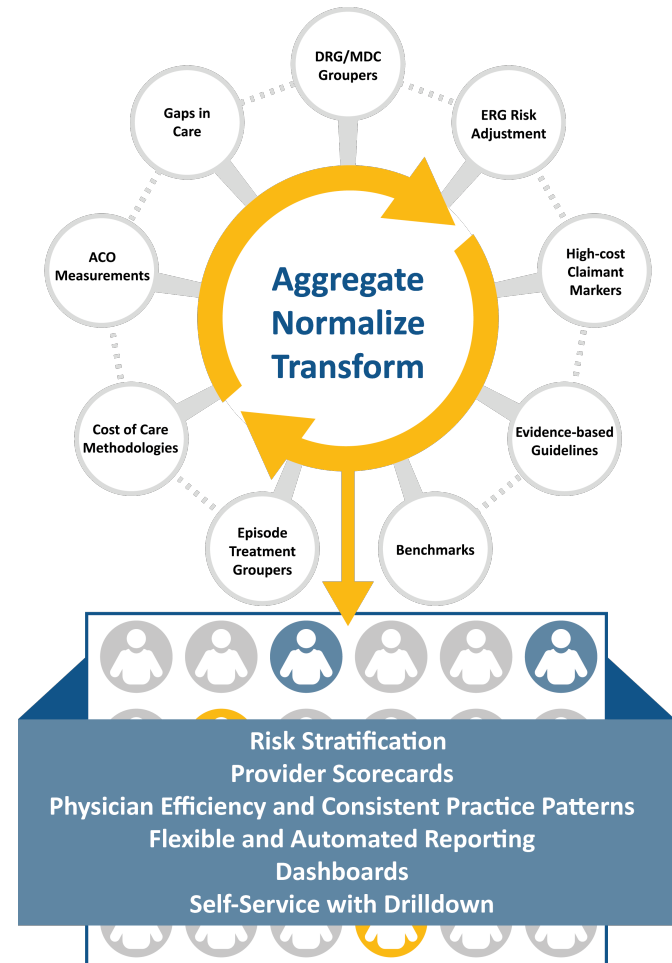 DRG/MDC
Groupers
ERG Risk
Adjustment
High-cost
Claimant
Markers
Evidence-based
Guidelines
Benchmarks
Episode
Treatment
Groupers
Cost of Care
Methodologies
ACO
Measurements
Gaps in
Care
Aggregate
Normalize
Transform
Risk Stratification
Provider Scorecards
Physician Efficiency and Consistent Practice Patterns
Flexible and Automated Reporting
Dashboards
Self-Service with Drilldown